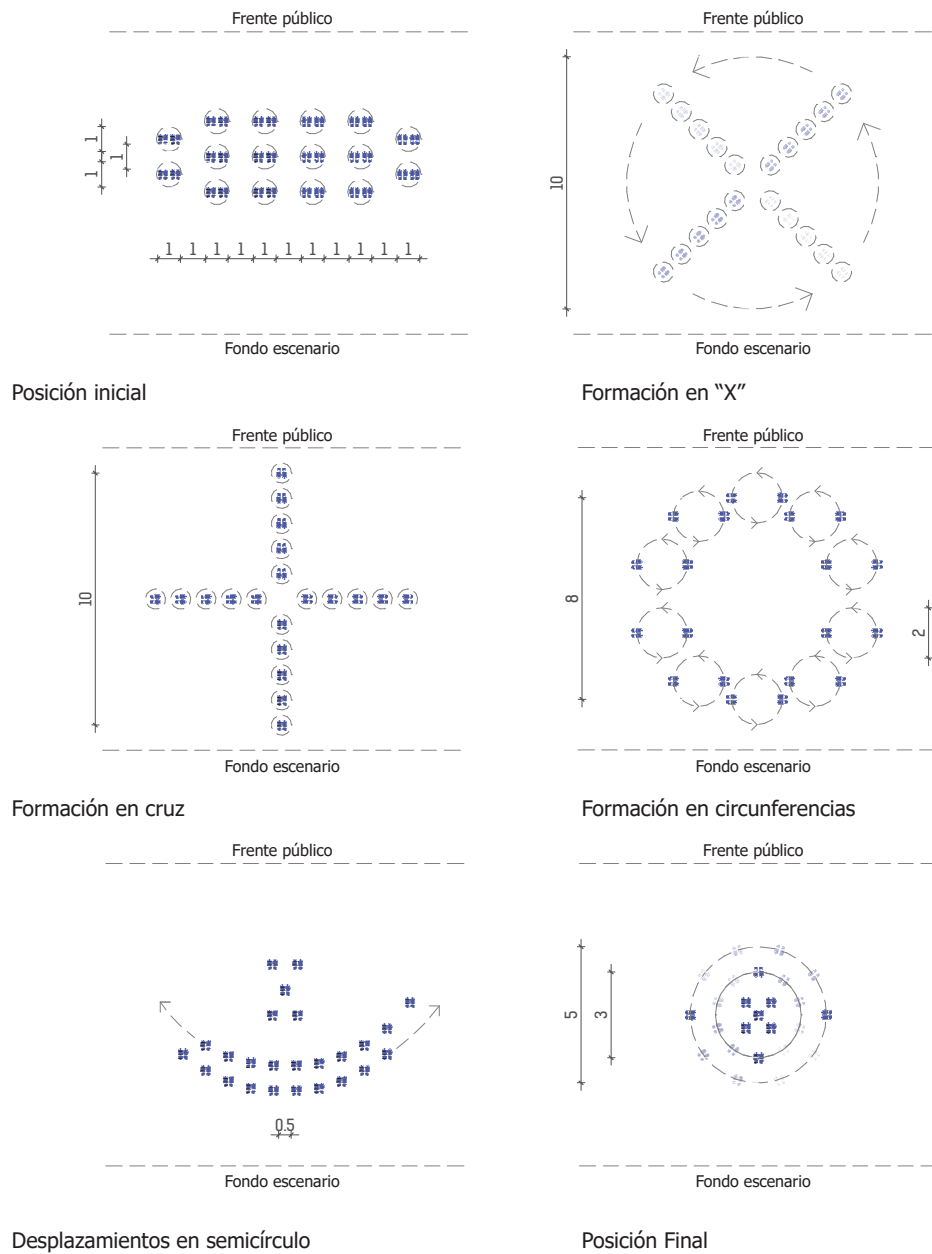 Frente público
1
1
1
1 1 1 1 1 1 1 1 1 1 1
Fondo escenario
Posición inicial
Frente público
10
Fondo escenario
Formación en “X”
Frente público
10
Fondo escenario
Formación en cruz
Frente público
8
2
Fondo escenario
Formación en circunferencias
Frente público
0.5
Fondo escenario
Desplazamientos en semicírculo
Frente público
5
3
Fondo escenario
Posición Final